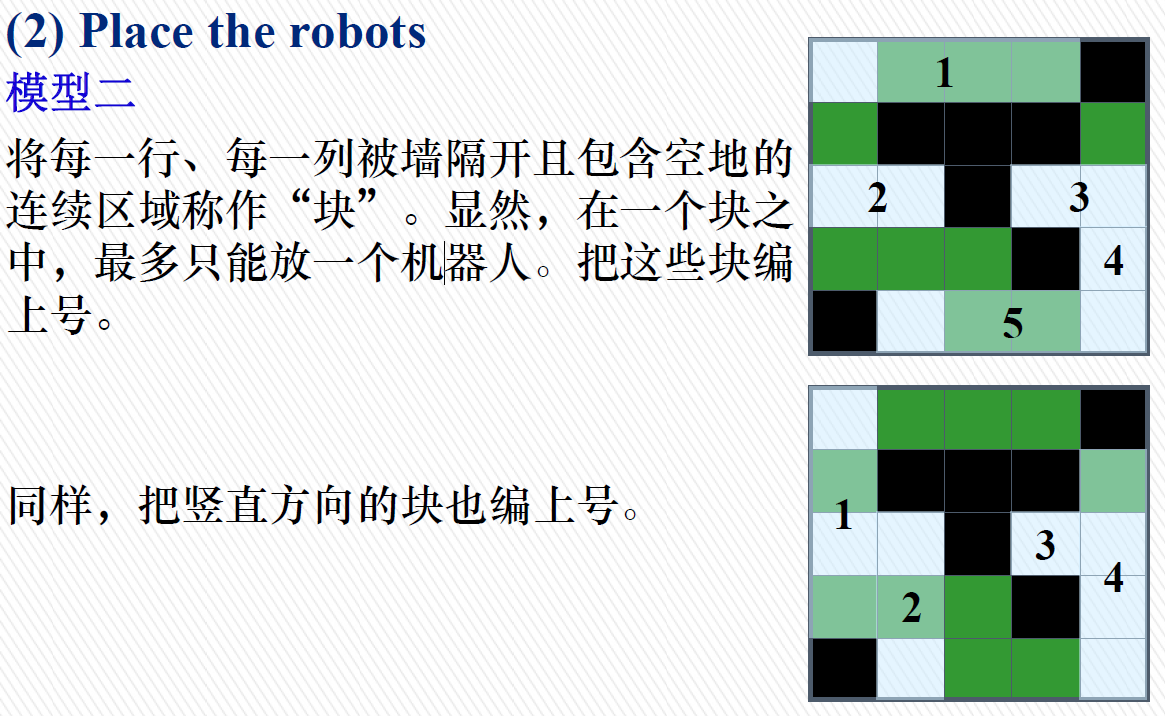 (2) Place the robots
模型二
将每一行、每一列被墙隔开且包含空地的
连续区域称作“块”。显然，在一个块之
中，最多只能放一个机器人。把这些块编
上号。
1
2
3
4
5
同样，把竖直方向的块也编上号。
1
3
4
2